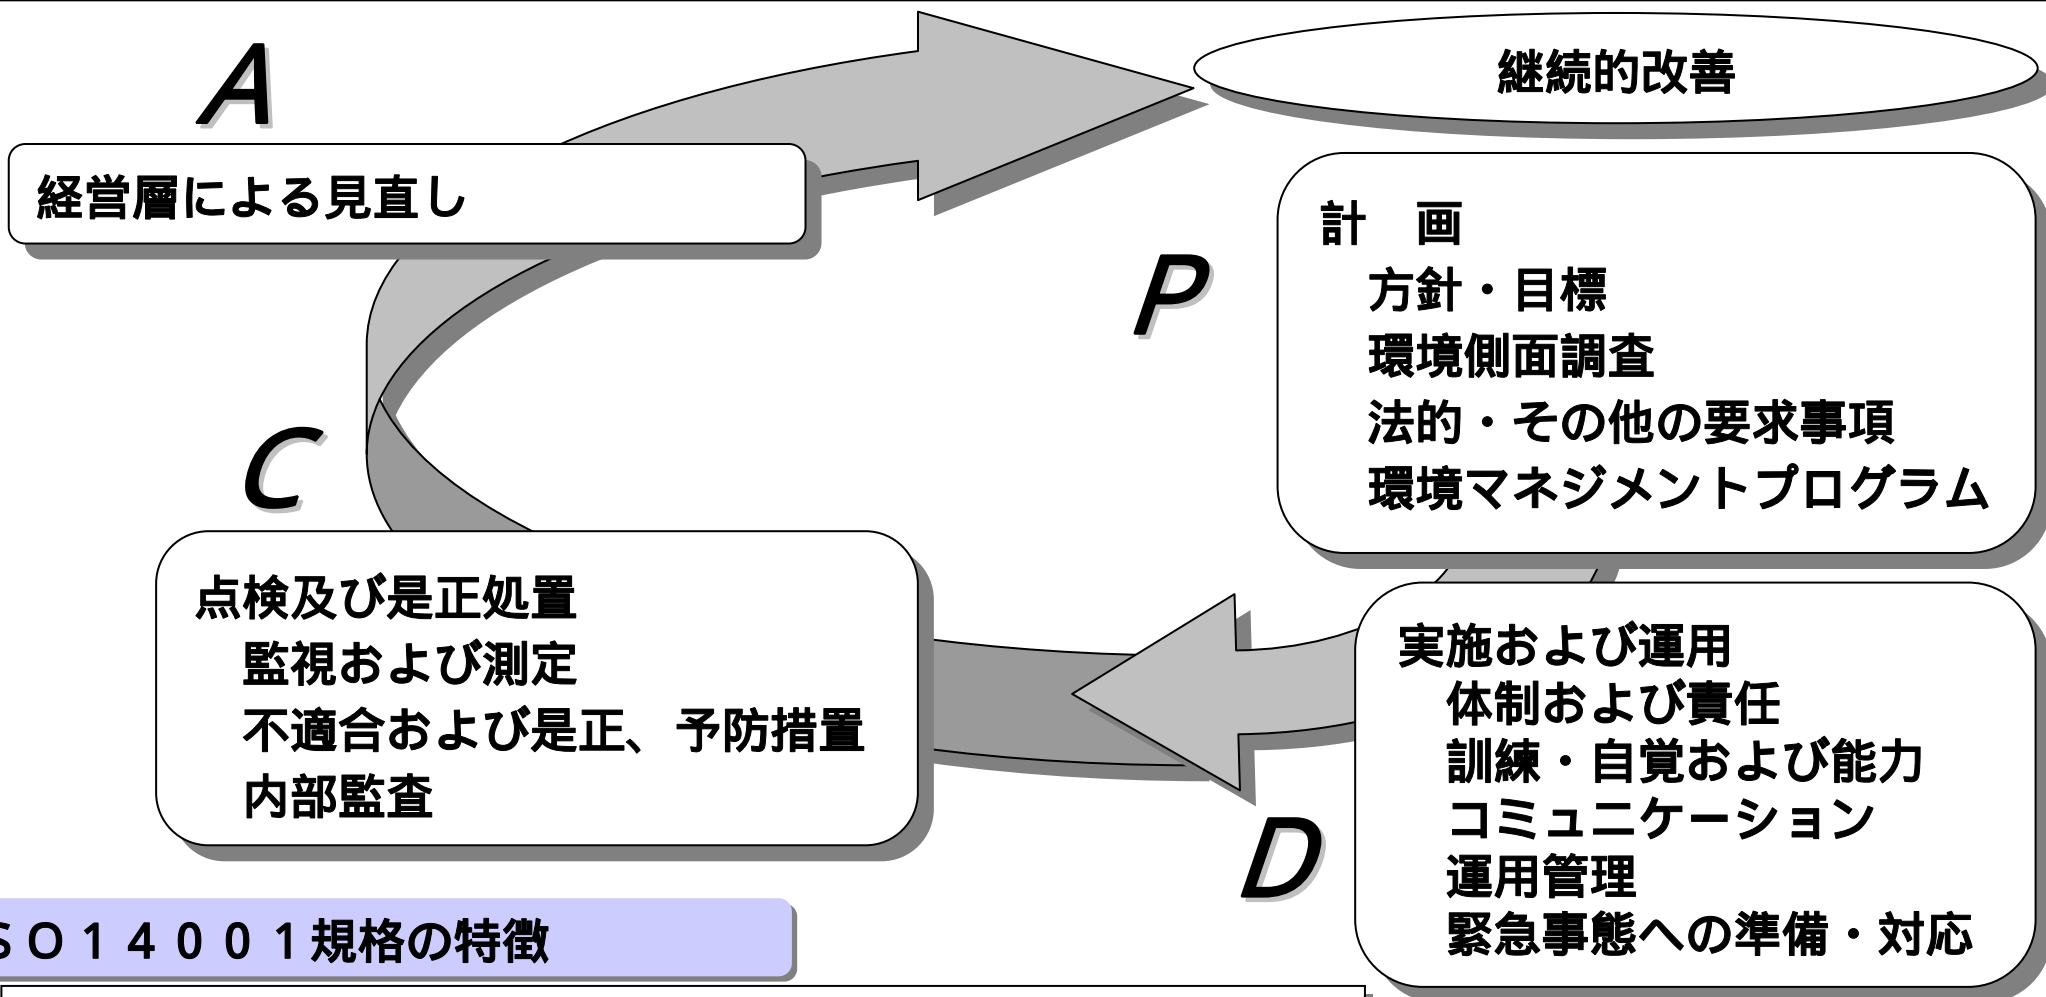 A
継続的改善
経営層による見直し
P
計　画
方針・目標
環境側面調査
法的・その他の要求事項
環境マネジメントプログラム
C
点検及び是正処置
監視および測定
不適合および是正、予防措置
内部監査
D
実施および運用
体制および責任
訓練・自覚および能力
コミュニケーション
運用管理
緊急事態への準備・対応
ＳＯ１４００１規格の特徴